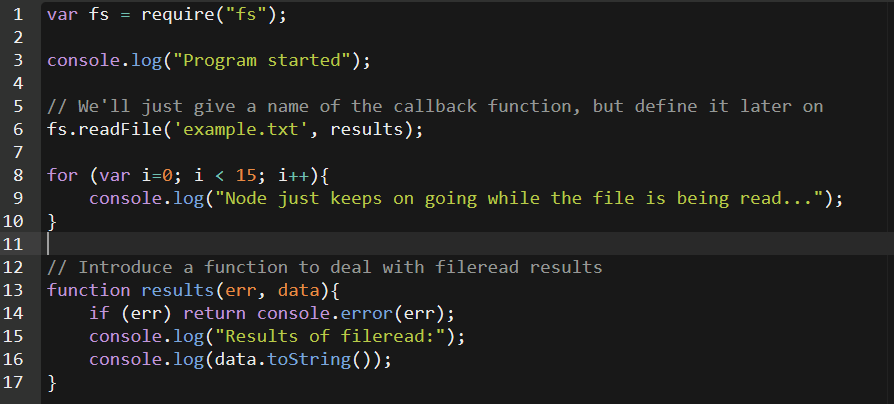 1 var fs = require("fs");
2
3 console.log("Program started");
4
5 // We'll just give a name of the callback function, but define it later on
6 fs.readFile('example.txt', results);
7
8 for (var i=0; i < 15; i++){
9     console.log("Node just keeps on going while the file is being read...");
10 }
11
12 // Introduce a function to deal with fileread results
13 function results(err, data){
14     if (err) return console.error(err);
15     console.log("Results of fileread:");
16     console.log(data.toString());
17 }